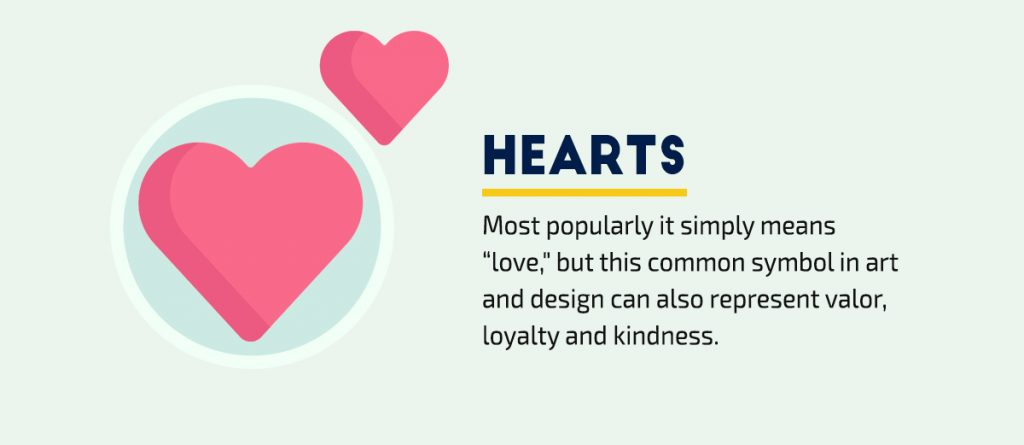 HEARTS
Most popularly it simply means
“love," but this common symbol in art
and design can also represent valor,
loyalty and kindness.